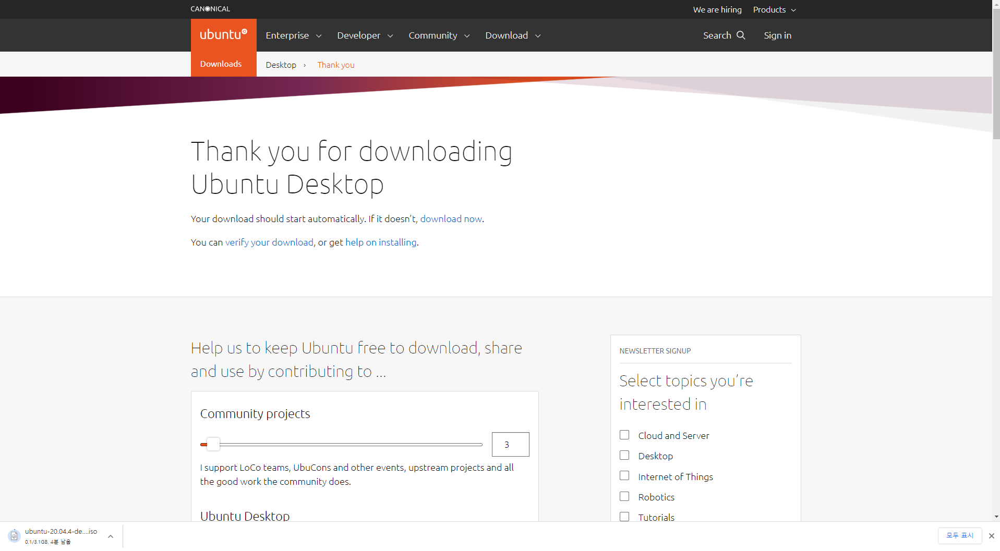 CANONICAL
We are hiring
Products
ubuntu
Enterprise
Developer
Community
Download
Search
Sign in
Downloads
Desktop
Thank you
Thank you for downloading
Ubuntu Desktop
Your download should start automatically. If it doesn’t, download now.
You can verify your download, or get help on installing.
Help us to keep Ubuntu free to download, share
and use by contributing to ...
Community projects
3
I support LoCo teams, UbuCons and other events, upstream projects and all
the good work the community does.
Ubuntu Desktop
NEWSLETTER SIGNUP
Select topics you’re
interested in
Cloud and Server
Desktop
Internet of Things
Robotics
Tutorials
ubuntu-20.04.4-de....iso
0.1/3.1GB, 4분 남음
모두 표시